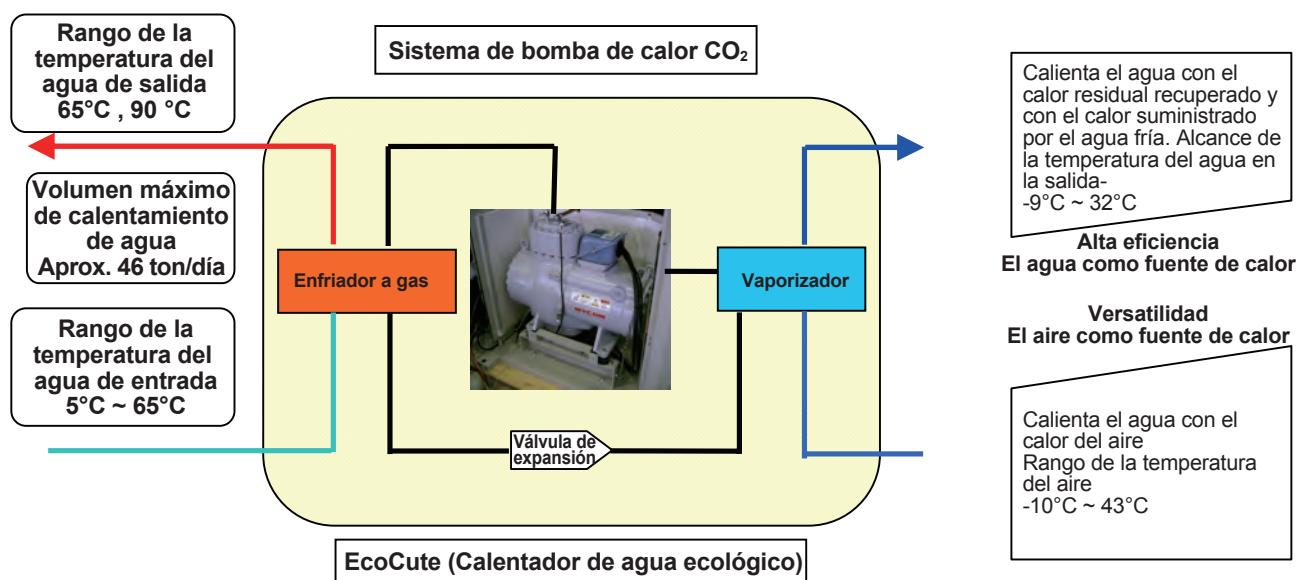 Rango de la
temperatura del
agua de salida
65°C , 90 °C
Sistema de bomba de calor CO₂
Volumen máximo
de calentamiento
de agua
Aprox. 46 ton/día
Enfriador a gas
Vaporizador
MYCOM
Rango de la
temperatura del
agua de entrada
5°C ~ 65°C
Válvula de
expansión
EcoCute (Calentador de agua ecológico)
Calienta el agua con el
calor residual recuperado y
con el calor suministrado
por el agua fría. Alcance de
la temperatura del agua en
la salida-
-9°C ~ 32°C
Alta eficiencia
El agua como fuente de calor
Versatilidad
El aire como fuente de calor
Calienta el agua con el
calor del aire
Rango de la temperatura
del aire
-10°C ~ 43°C